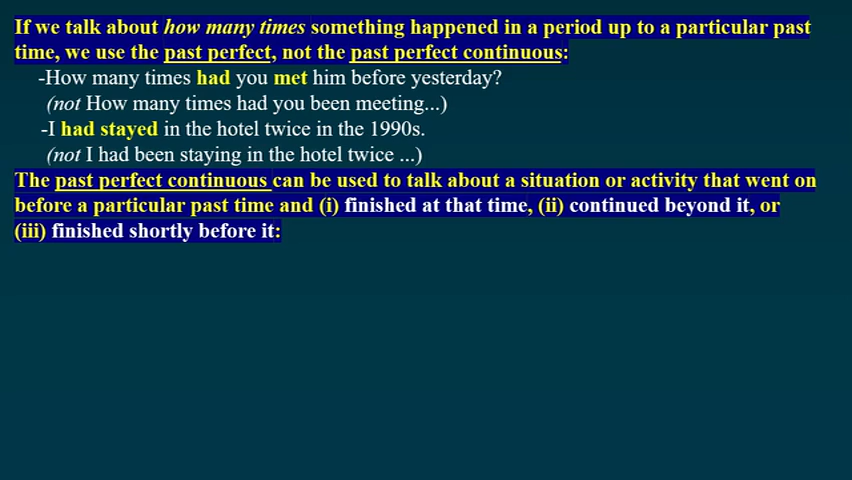 If we talk about how many times something happened in a period up to a particular past
time, we use the past perfect, not the past perfect continuous:
-How many times had you met him before yesterday?
(not How many times had you been meeting...)
-I had stayed in the hotel twice in the 1990s.
(not I had been staying in the hotel twice ...)
The past perfect continuous can be used to talk about a situation or activity that went on
before a particular past time and (i) finished at that time, (ii) continued beyond it, or
(iii) finished shortly before it: